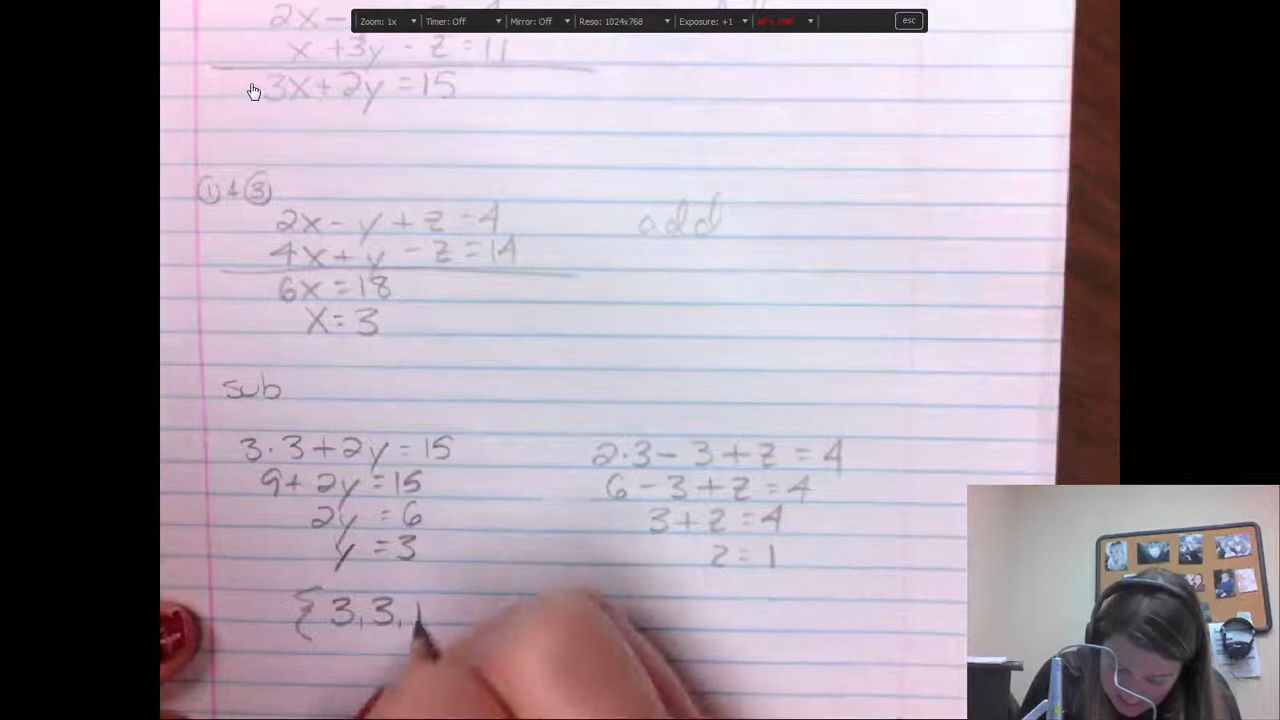 Zoom: 1x Timer: Off Mirror: Off Reso: 1024x768 Exposure: +1 esc
2x-
x + 3y - z = 11
3x + 2y = 15
① + ③
2x - y + z = 4 add
4x + y - z = 14
6x = 18
x = 3
sub
3·3 + 2y = 15
9 + 2y = 15
2y = 6
y = 3
2·3 - 3 + z = 4
6 - 3 + z = 4
3 + z = 4
z = 1
{3,3,